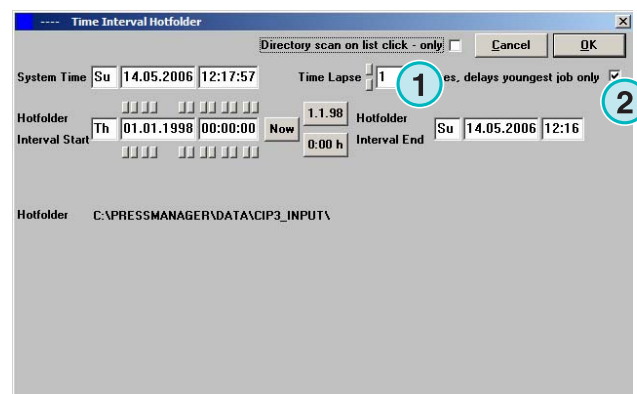 ---- Time Interval Hotfolder
Directory scan on list click - only Cancel OK
System Time Su 14.05.2006 12:17:57 Time Lapse 1 1 es, delays youngest job only
2
Hotfolder Interval Start Th 01.01.1998 00:00:00 Now 1.1.98 0:00 h Hotfolder Interval End Su 14.05.2006 12:16
Hotfolder C:\PRESSMANAGER\DATA\CIP3_INPUT\